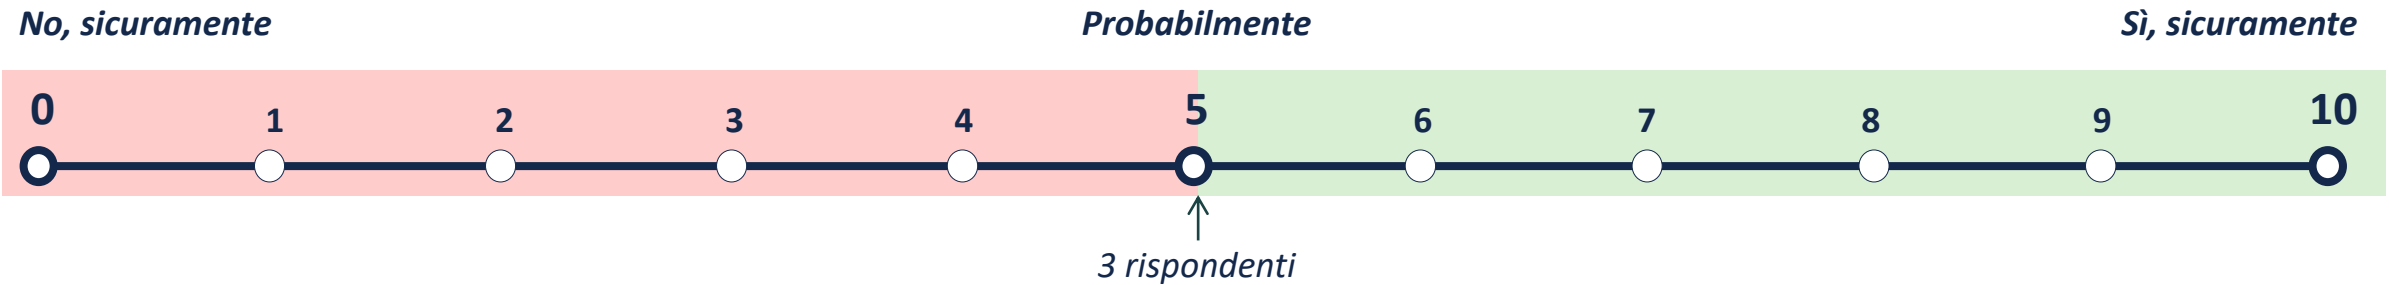 No, sicuramente Probabilmente Sì, sicuramente
0 1 2 3 4 5 6 7 8 9 10
3 rispondenti